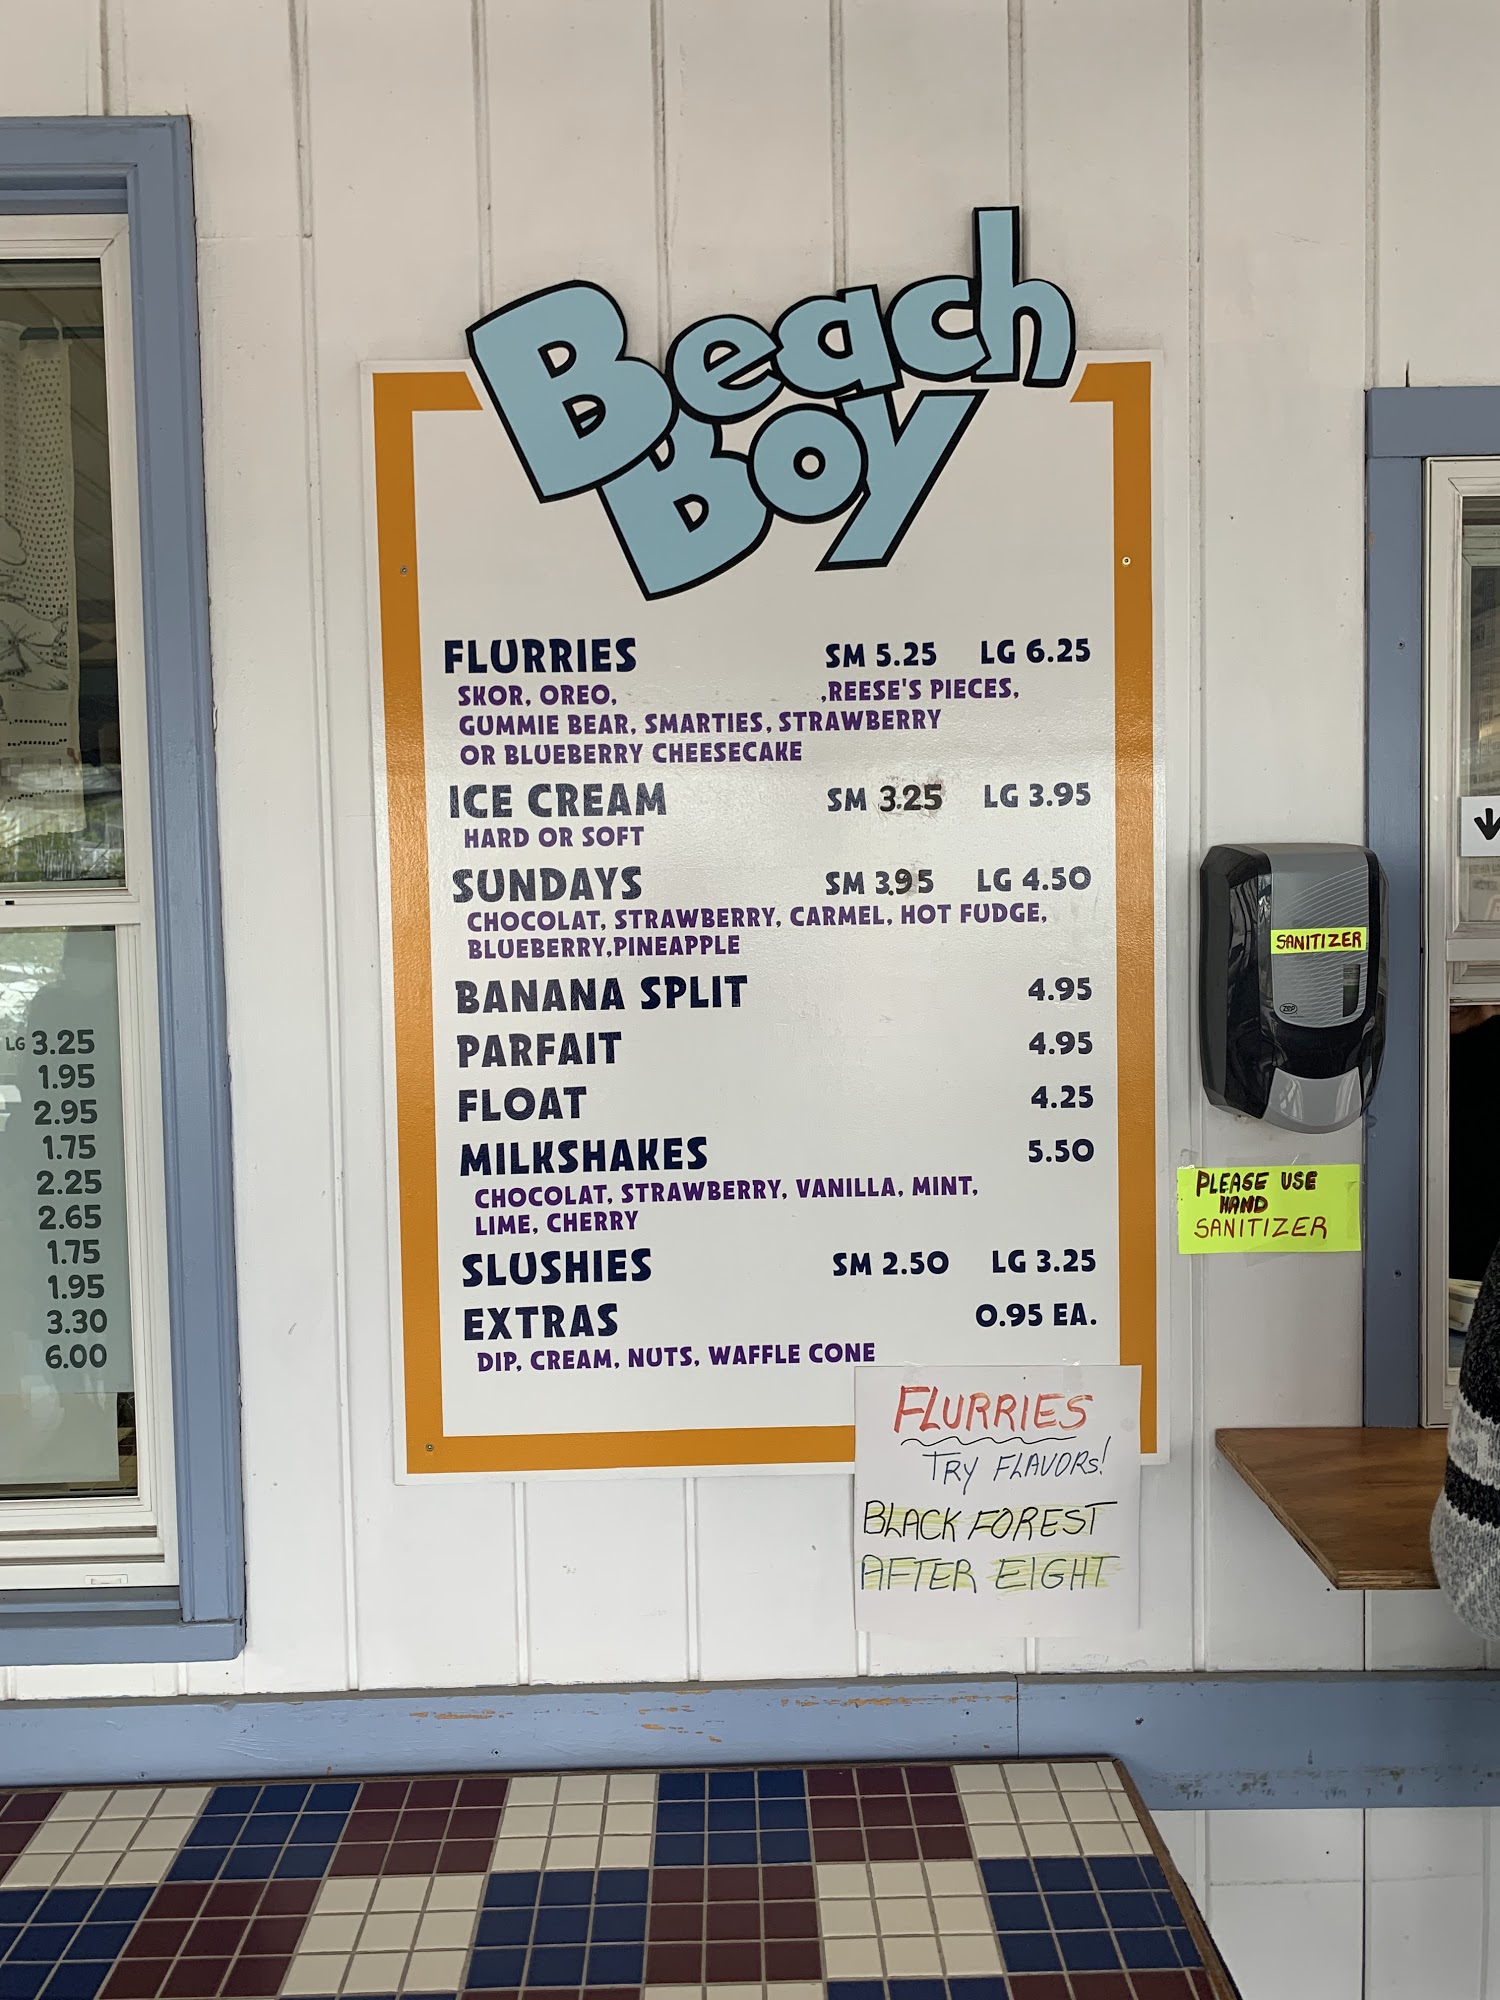 Beach
Boy
FLURRIES SM 5.25 LG 6.25
SKOR, OREO, ,REESE'S PIECES,
GUMMIE BEAR, SMARTIES, STRAWBERRY
OR BLUEBERRY CHEESECAKE
ICE CREAM SM 3.25 LG 3.95
HARD OR SOFT
SUNDAYS SM 3.95 LG 4.50
CHOCOLAT, STRAWBERRY, CARMEL, HOT FUDGE,
BLUEBERRY,PINEAPPLE
BANANA SPLIT 4.95
PARFAIT 4.95
FLOAT 4.25
MILKSHAKES 5.50
CHOCOLAT, STRAWBERRY, VANILLA, MINT,
LIME, CHERRY
SLUSHIES SM 2.50 LG 3.25
EXTRAS 0.95 EA.
DIP, CREAM, NUTS, WAFFLE CONE
FLURRIES
TRY FLAVORS!
BLACK FOREST
AFTER EIGHT
LG 3.25
1.95
2.95
1.75
2.25
2.65
1.75
1.95
3.30
6.00
SANITIZER
ZEP
PLEASE USE
HAND
SANITIZER